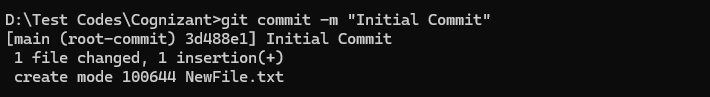 D:\Test Codes\Cognizant>git commit -m "Initial Commit"
[main (root-commit) 3d488e1] Initial Commit
 1 file changed, 1 insertion(+)
 create mode 100644 NewFile.txt